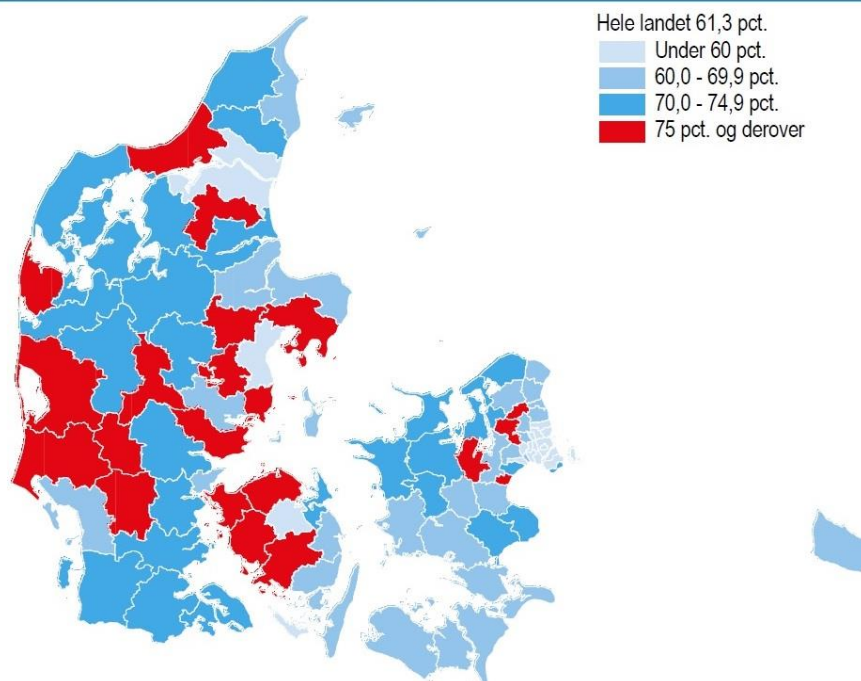 Hele landet 61,3 pct.
Under 60 pct.
60,0 - 69,9 pct.
70,0 - 74,9 pct.
75 pct. og derover